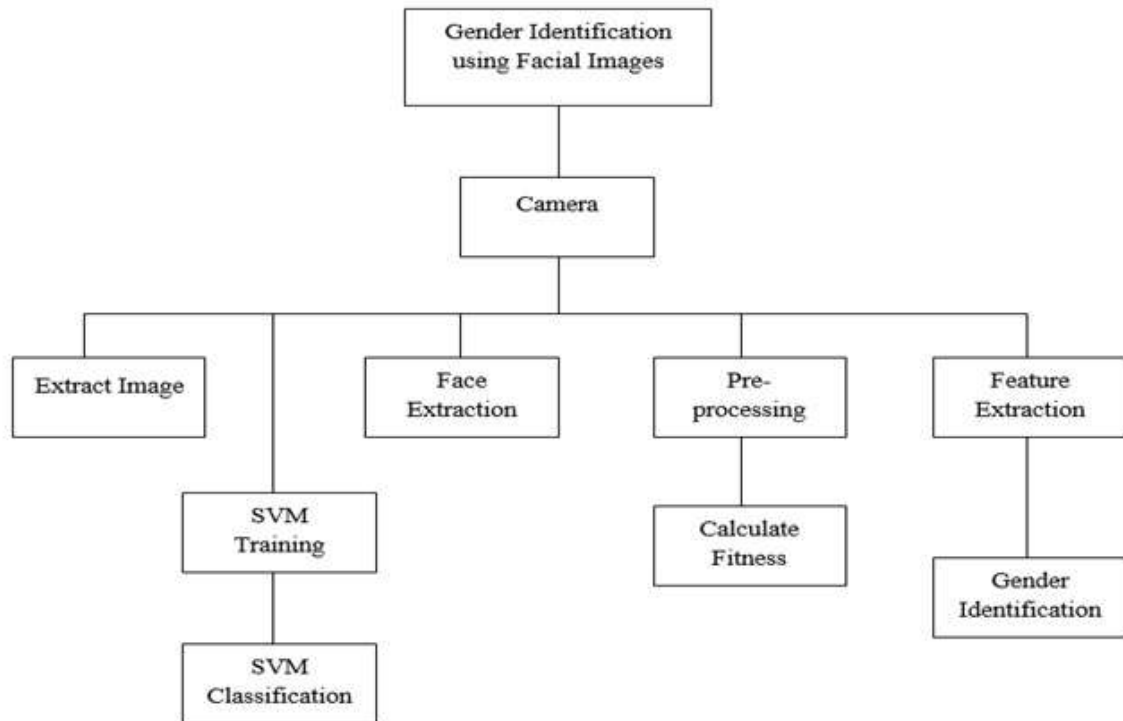 Gender Identification
using Facial Images
Camera
Extract Image
Face
Extraction
Pre-
processing
Feature
Extraction
SVM
Training
Calculate
Fitness
Gender
Identification
SVM
Classification